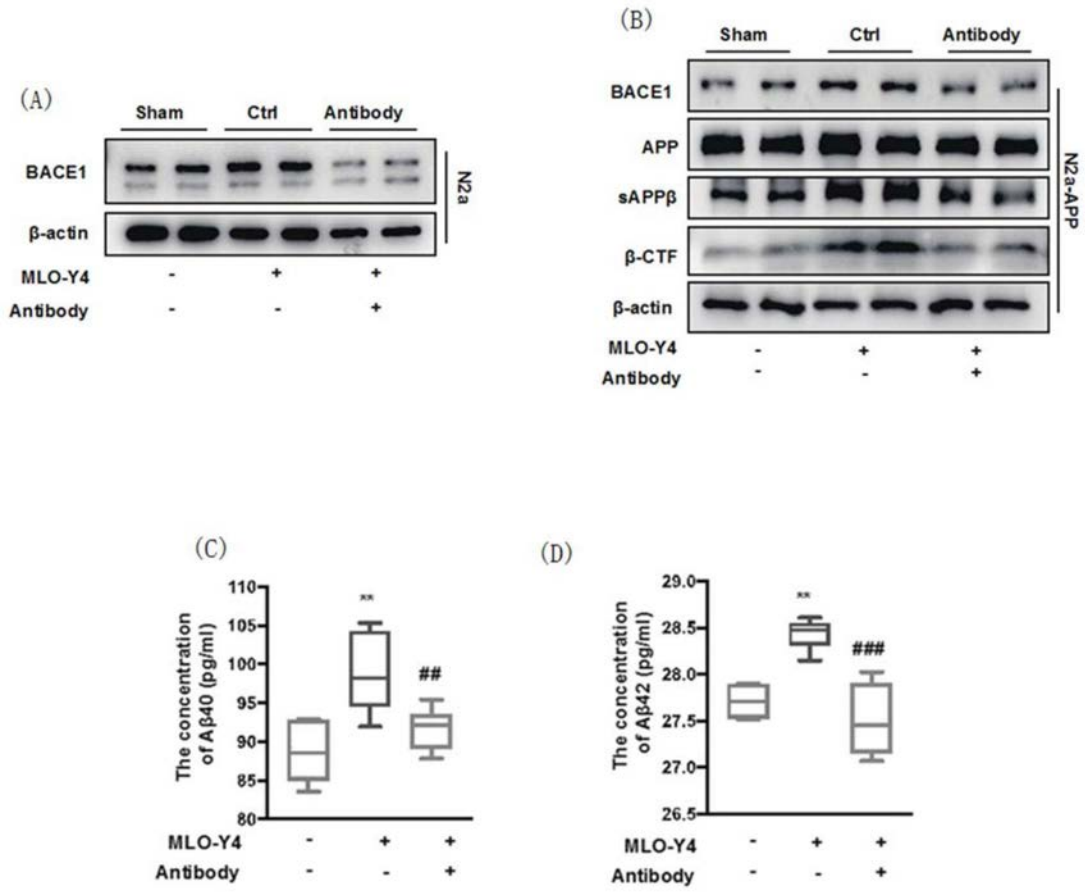 (A)
Sham Ctrl Antibody
BACE1
β-actin
N2a
MLO-Y4 - + +
Antibody - - +
(B)
Sham Ctrl Antibody
BACE1
APP
sAPPβ
β-CTF
β-actin
N2a-APP
MLO-Y4 - + +
Antibody - - +
(C)
The concentration
of Aβ40 (pg/ml)
110
105
100
95
90
85
80
**
##
MLO-Y4 - + +
Antibody - - +
(D)
The concentration
of Aβ42 (pg/ml)
29.0
28.5
28.0
27.5
27.0
26.5
**
###
MLO-Y4 - + +
Antibody - - +